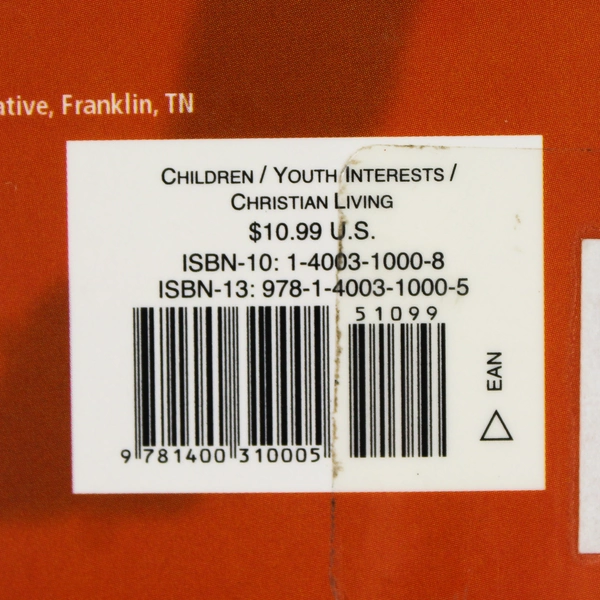 ative, Franklin, TN
CHILDREN / YOUTH INTERESTS /
CHRISTIAN LIVING
$10.99 U.S.
ISBN-10: 1-4003-1000-8
ISBN-13: 978-1-4003-1000-5
51099
EAN
9 781400 310005